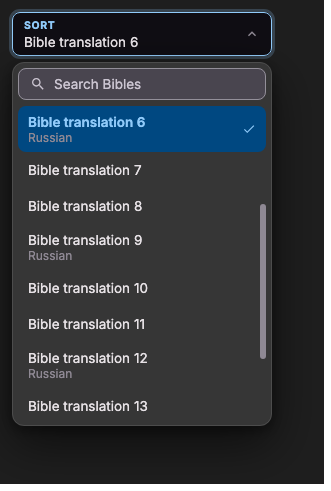 SORT
Bible translation 6
Search Bibles
Bible translation 6
Russian
Bible translation 7
Bible translation 8
Bible translation 9
Russian
Bible translation 10
Bible translation 11
Bible translation 12
Russian
Bible translation 13